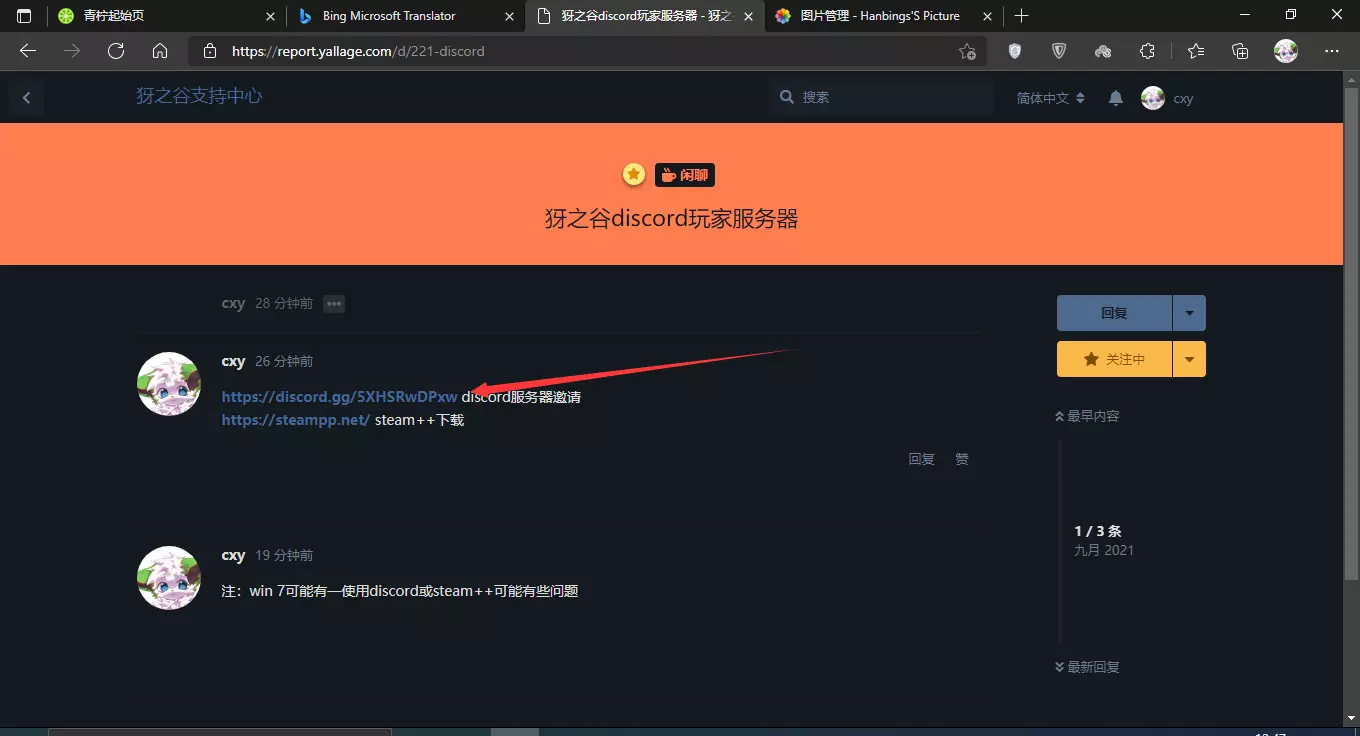 青柠起始页
Bing Microsoft Translator
犽之谷discord玩家服务器 - 犽之
图片管理 - Hanbings'S Picture
https://report.yallage.com/d/221-discord
犽之谷支持中心
搜索
简体中文
cxy
闲聊
犽之谷discord玩家服务器
cxy 28 分钟前
回复
cxy 26 分钟前
关注中
https://discord.gg/5XHSRwDPxw discord服务器邀请
https://steampp.net/ steam++下载
最早内容
回复 赞
1 / 3 条
九月 2021
cxy 19 分钟前
注：win 7可能有一使用discord或steam++可能有些问题
最新回复